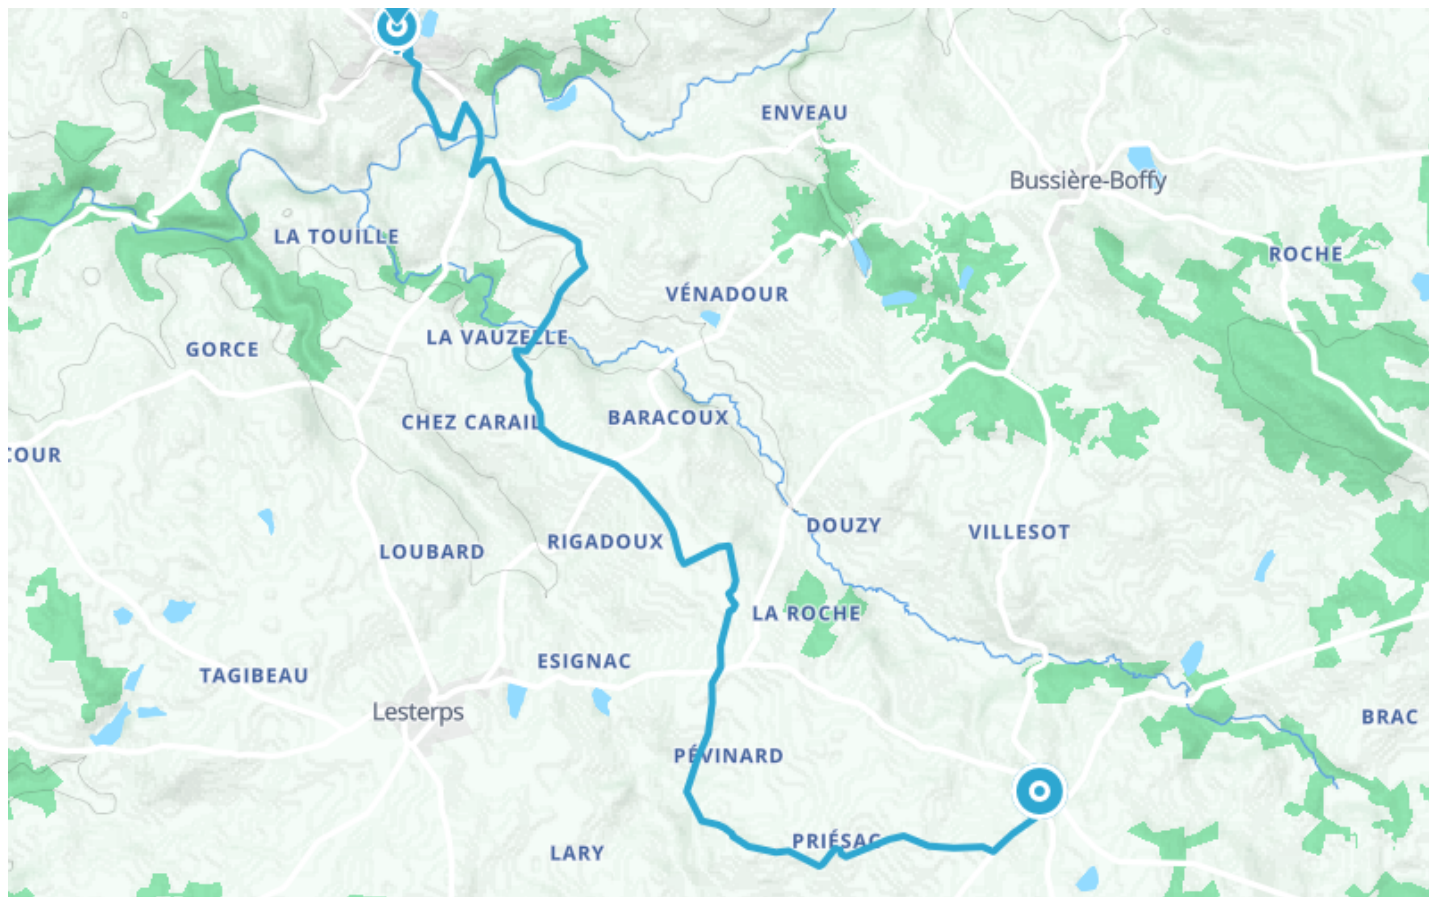 ENVEAU
Bussière-Boffy
LA TOUILLE
ROCHE
VÉNADOUR
LA VAUZELLE
GORCE
BARACOUX
CHEZ CARAIL
COUR
DOUZY
VILLESOT
RIGADOUX
LOUBARD
LA ROCHE
ESIGNAC
TAGIBEAU
Lesterps
BRAC
PÉVINARD
PRIÉSAC
LARY